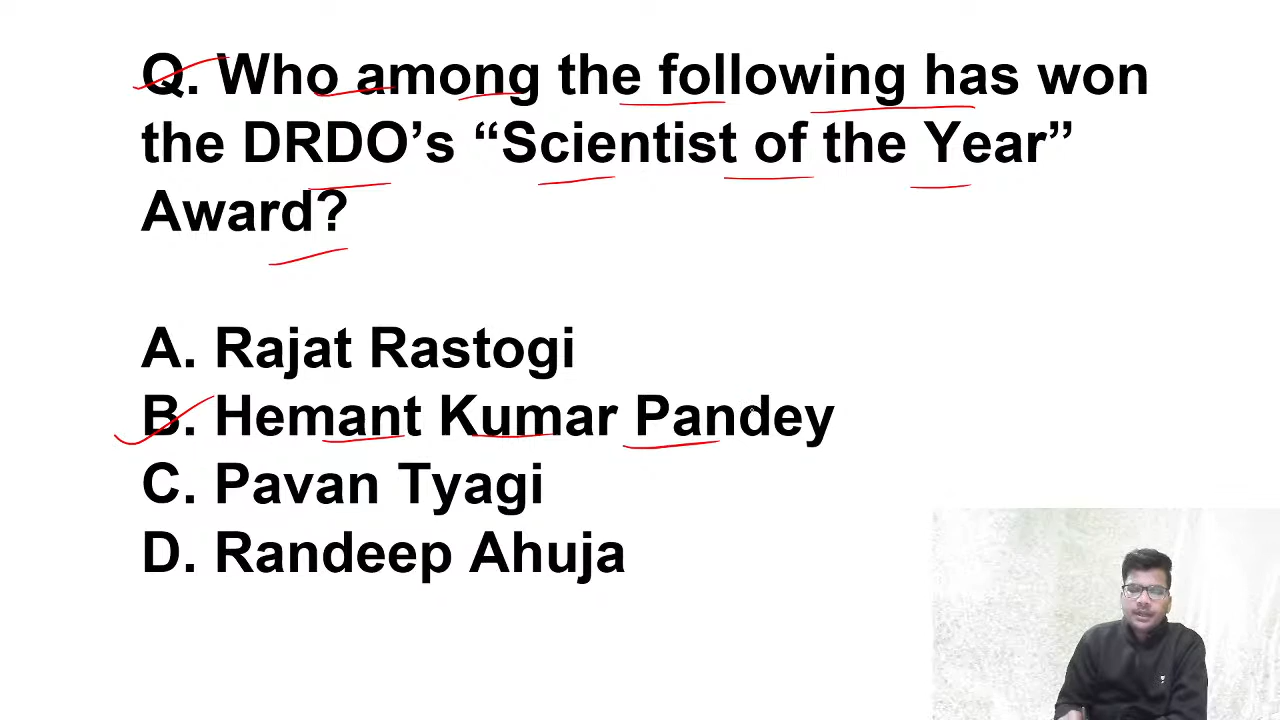 Q. Who among the following has won
the DRDO’s “Scientist of the Year”
Award?
A. Rajat Rastogi
B. Hemant Kumar Pandey
C. Pavan Tyagi
D. Randeep Ahuja